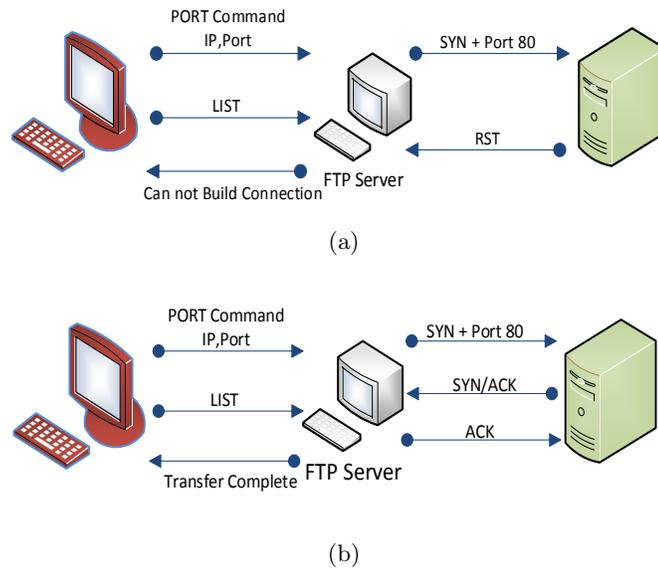 PORT Command
IP,Port
SYN + Port 80
LIST
RST
Can not Build Connection
FTP Server
(a)
PORT Command
IP,Port
SYN + Port 80
SYN/ACK
LIST
ACK
Transfer Complete
FTP Server
(b)